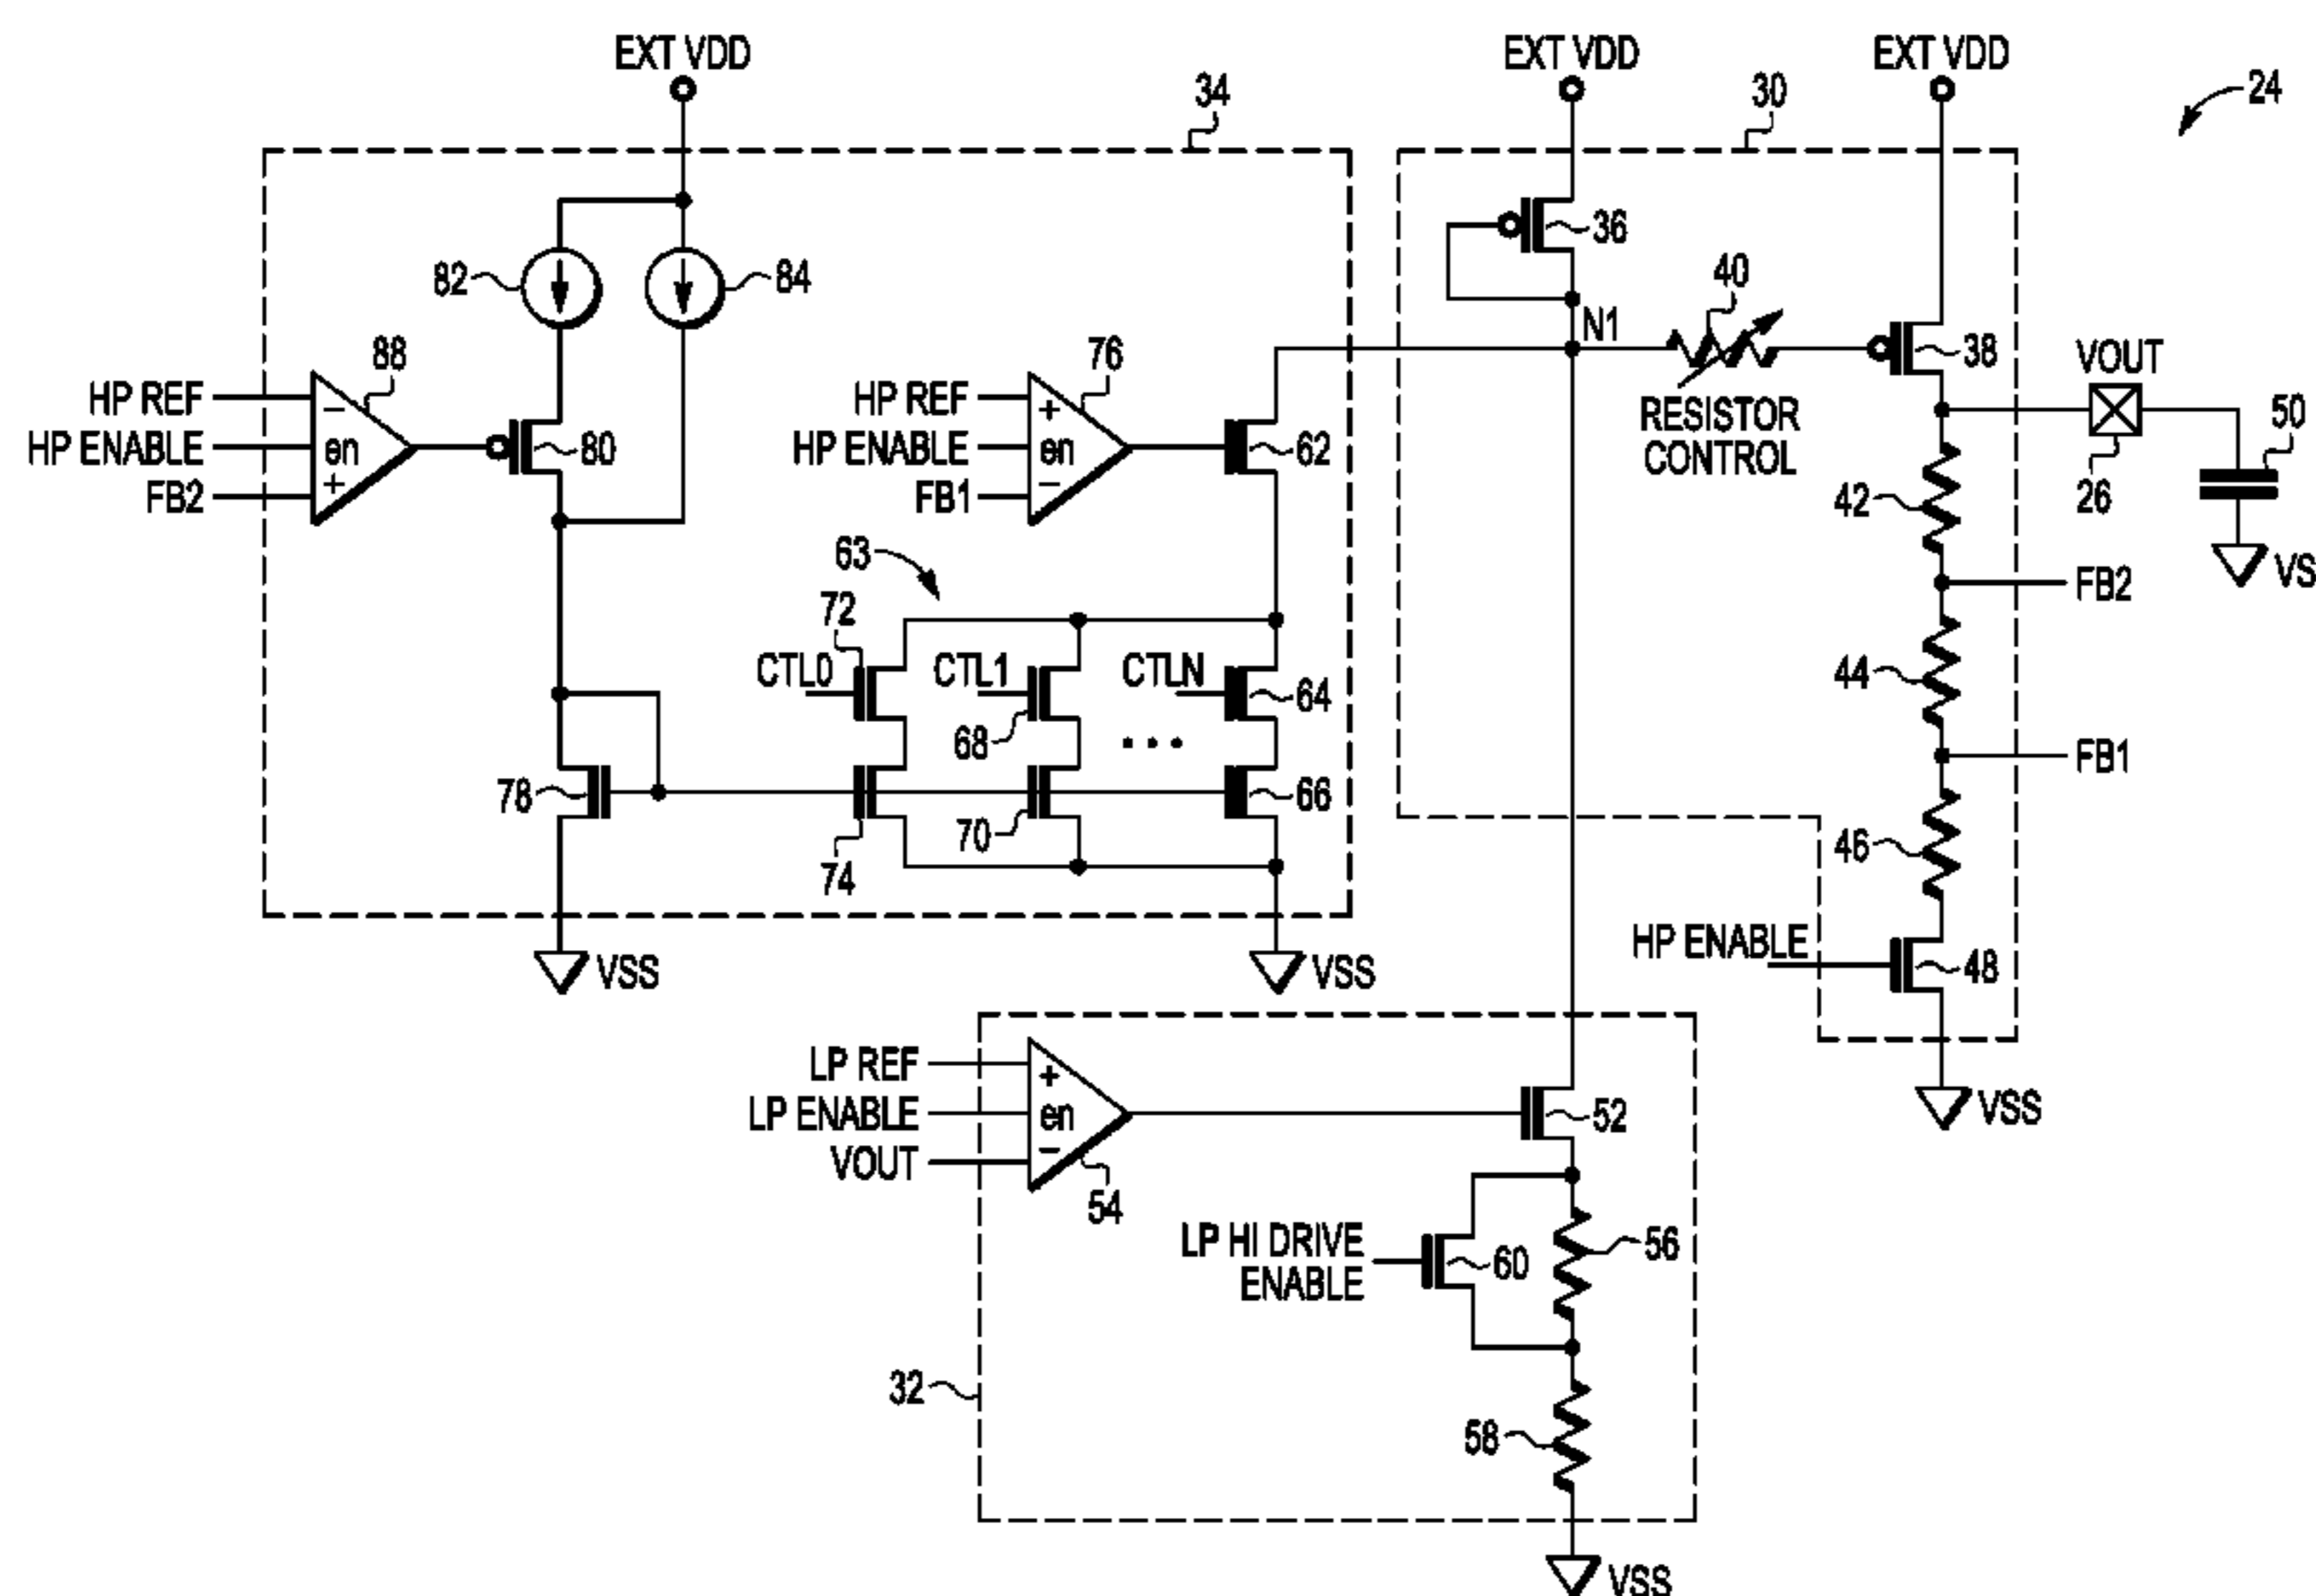 EXT VDD
EXT VDD
EXT VDD
34
30
24
36
82
84
40
88
76
N1
38
VOUT
HP REF
−
HP REF
+
RESISTOR
CONTROL
50
HP ENABLE
en
80
HP ENABLE
en
62
FB2
+
FB1
−
42
26
63
VS
FB2
72
CTL0
CTL1
CTLN
64
44
68
FB1
78
66
74
70
46
HP ENABLE
48
VSS
VSS
LP REF
+
LP ENABLE
en
52
VSS
VOUT
−
54
LP HI DRIVE
ENABLE
60
56
32
58
VSS